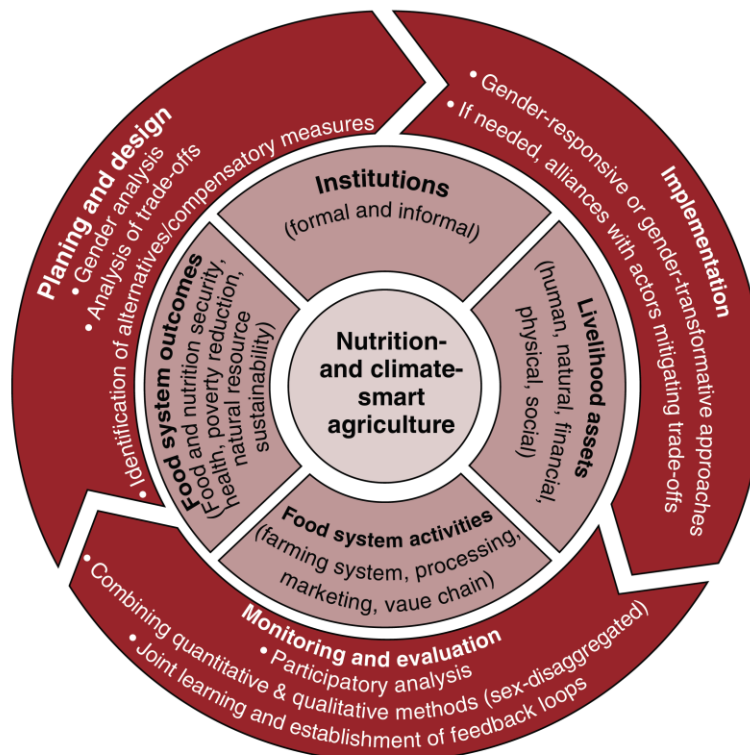 Planing and design
• Gender analysis
• Analysis of trade-offs
• Identification of alternatives/compensatory measures
• Gender-responsive or gender-transformative approaches
• If needed, alliances with actors mitigating trade-offs
Implementation
Institutions
(formal and informal)
Livelihood assets
(human, natural, financial,
physical, social)
Food system outcomes
(Food and nutrition security,
health, poverty reduction,
natural resource
sustainability)
Nutrition-
and climate-
smart
agriculture
Food system activities
(farming system, processing,
marketing, vaue chain)
Monitoring and evaluation
• Participatory analysis
• Combining quantitative & qualitative methods (sex-disaggregated)
• Joint learning and establishment of feedback loops